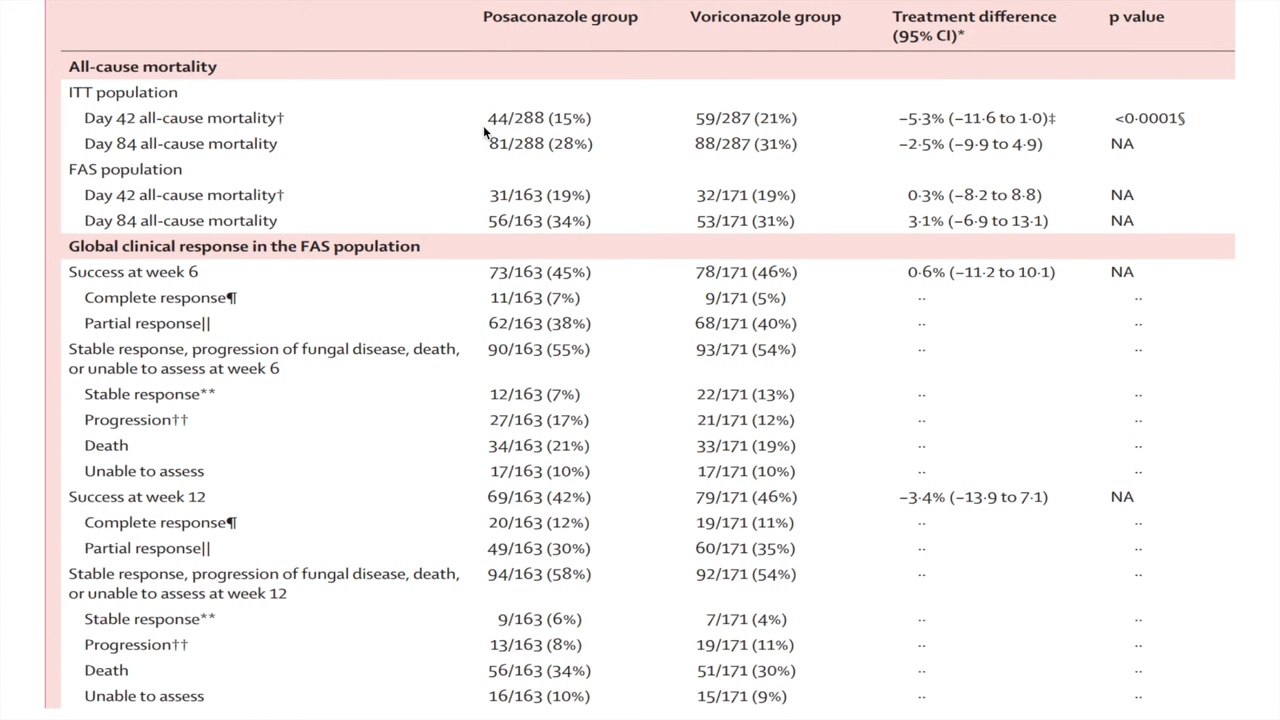 Posaconazole group Voriconazole group Treatment difference (95% CI)* p value
All-cause mortality
ITT population
Day 42 all-cause mortality† 44/288 (15%) 59/287 (21%) −5·3% (−11·6 to 1·0)‡ <0·0001§
Day 84 all-cause mortality 81/288 (28%) 88/287 (31%) −2·5% (−9·9 to 4·9) NA
FAS population
Day 42 all-cause mortality† 31/163 (19%) 32/171 (19%) 0·3% (−8·2 to 8·8) NA
Day 84 all-cause mortality 56/163 (34%) 53/171 (31%) 3·1% (−6·9 to 13·1) NA
Global clinical response in the FAS population
Success at week 6 73/163 (45%) 78/171 (46%) 0·6% (−11·2 to 10·1) NA
Complete response¶ 11/163 (7%) 9/171 (5%) ·· ··
Partial response|| 62/163 (38%) 68/171 (40%) ·· ··
Stable response, progression of fungal disease, death, 90/163 (55%) 93/171 (54%) ·· ··
or unable to assess at week 6
Stable response** 12/163 (7%) 22/171 (13%) ·· ··
Progression†† 27/163 (17%) 21/171 (12%) ·· ··
Death 34/163 (21%) 33/171 (19%) ·· ··
Unable to assess 17/163 (10%) 17/171 (10%) ·· ··
Success at week 12 69/163 (42%) 79/171 (46%) −3·4% (−13·9 to 7·1) NA
Complete response¶ 20/163 (12%) 19/171 (11%) ·· ··
Partial response|| 49/163 (30%) 60/171 (35%) ·· ··
Stable response, progression of fungal disease, death, 94/163 (58%) 92/171 (54%) ·· ··
or unable to assess at week 12
Stable response** 9/163 (6%) 7/171 (4%) ·· ··
Progression†† 13/163 (8%) 19/171 (11%) ·· ··
Death 56/163 (34%) 51/171 (30%) ·· ··
Unable to assess 16/163 (10%) 15/171 (9%) ·· ··